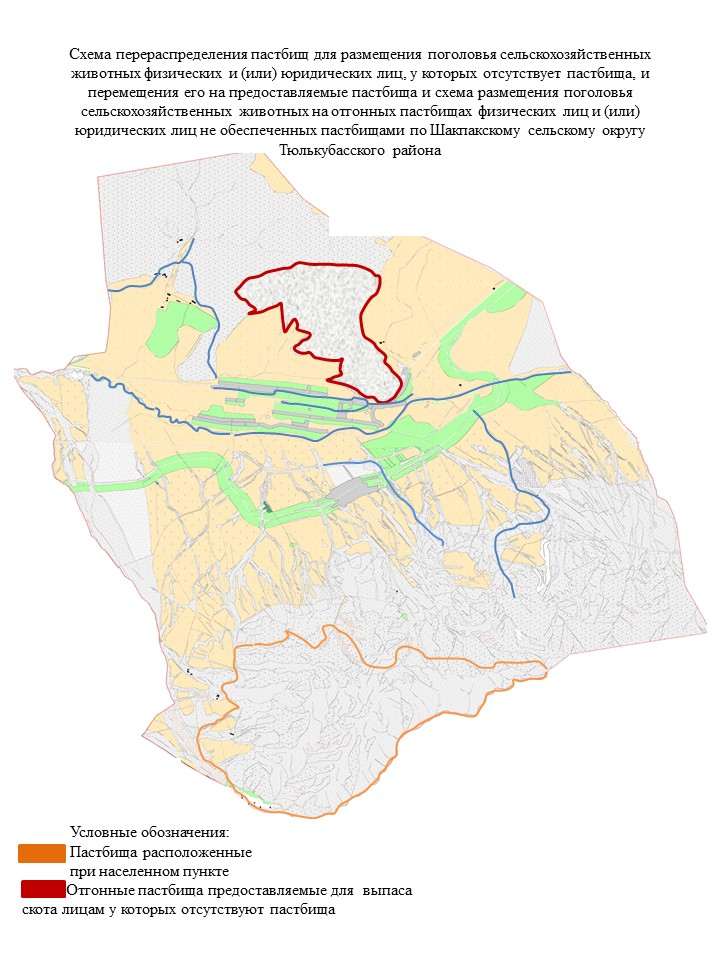 Схема перераспределения пастбищ для размещения поголовья сельскохозяйственных
животных физических и (или) юридических лиц, у которых отсутствует пастбища, и
перемещения его на предоставляемые пастбища и схема размещения поголовья
сельскохозяйственных животных на отгонных пастбищах физических лиц и (или)
юридических лиц не обеспеченных пастбищами по Шакпакскому сельскому округу
Тюлькубасского района
Условные обозначения:
Пастбища расположенные
при населенном пункте
Отгонные пастбища предоставляемые для выпаса
скота лицам у которых отсутствуют пастбища